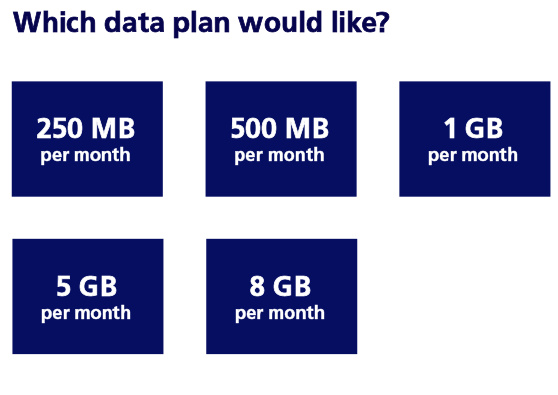 Which data plan would like?
250 MB
per month
500 MB
per month
1 GB
per month
5 GB
per month
8 GB
per month